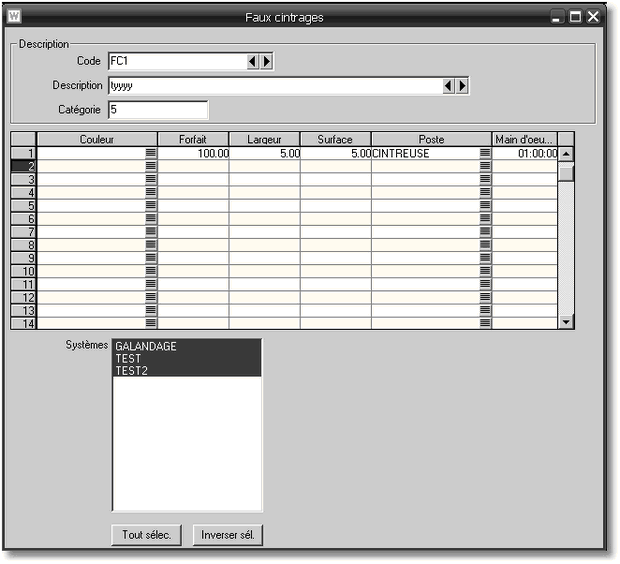 W Faux cintrages
Description
Code FC1
Description tyyyy
Catégorie 5
Couleur Forfait Largeur Surface Poste Main d'oeu...
1 100.00 5.00 5.00 CINTREUSE 01:00:00
2
3
4
5
6
7
8
9
10
11
12
13
14
Systèmes GALANDAGE
TEST
TEST2
Tout sélec. Inverser sél.